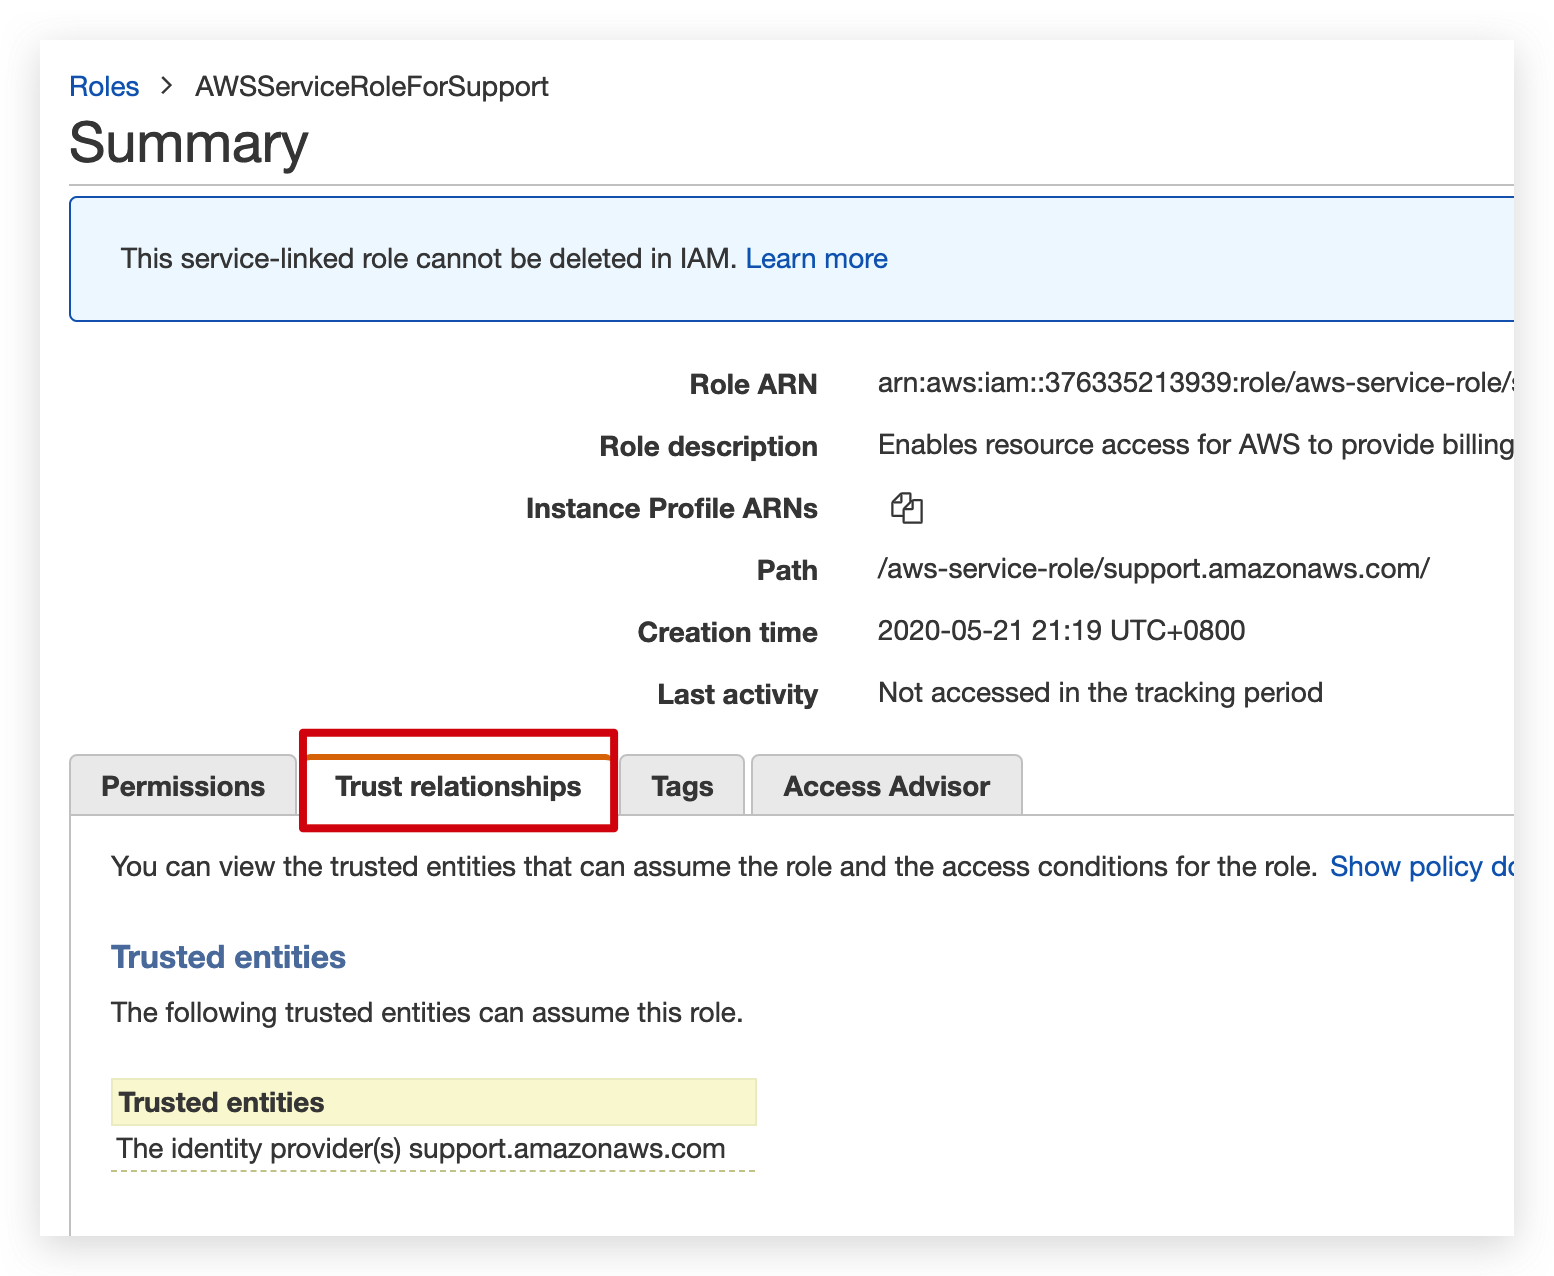 Roles > AWSServiceRoleForSupport
Summary
This service-linked role cannot be deleted in IAM. Learn more
Role ARN arn:aws:iam::376335213939:role/aws-service-role/
Role description Enables resource access for AWS to provide billing
Instance Profile ARNs
Path /aws-service-role/support.amazonaws.com/
Creation time 2020-05-21 21:19 UTC+0800
Last activity Not accessed in the tracking period
Permissions Trust relationships Tags Access Advisor
You can view the trusted entities that can assume the role and the access conditions for the role. Show policy
Trusted entities
The following trusted entities can assume this role.
Trusted entities
The identity provider(s) support.amazonaws.com